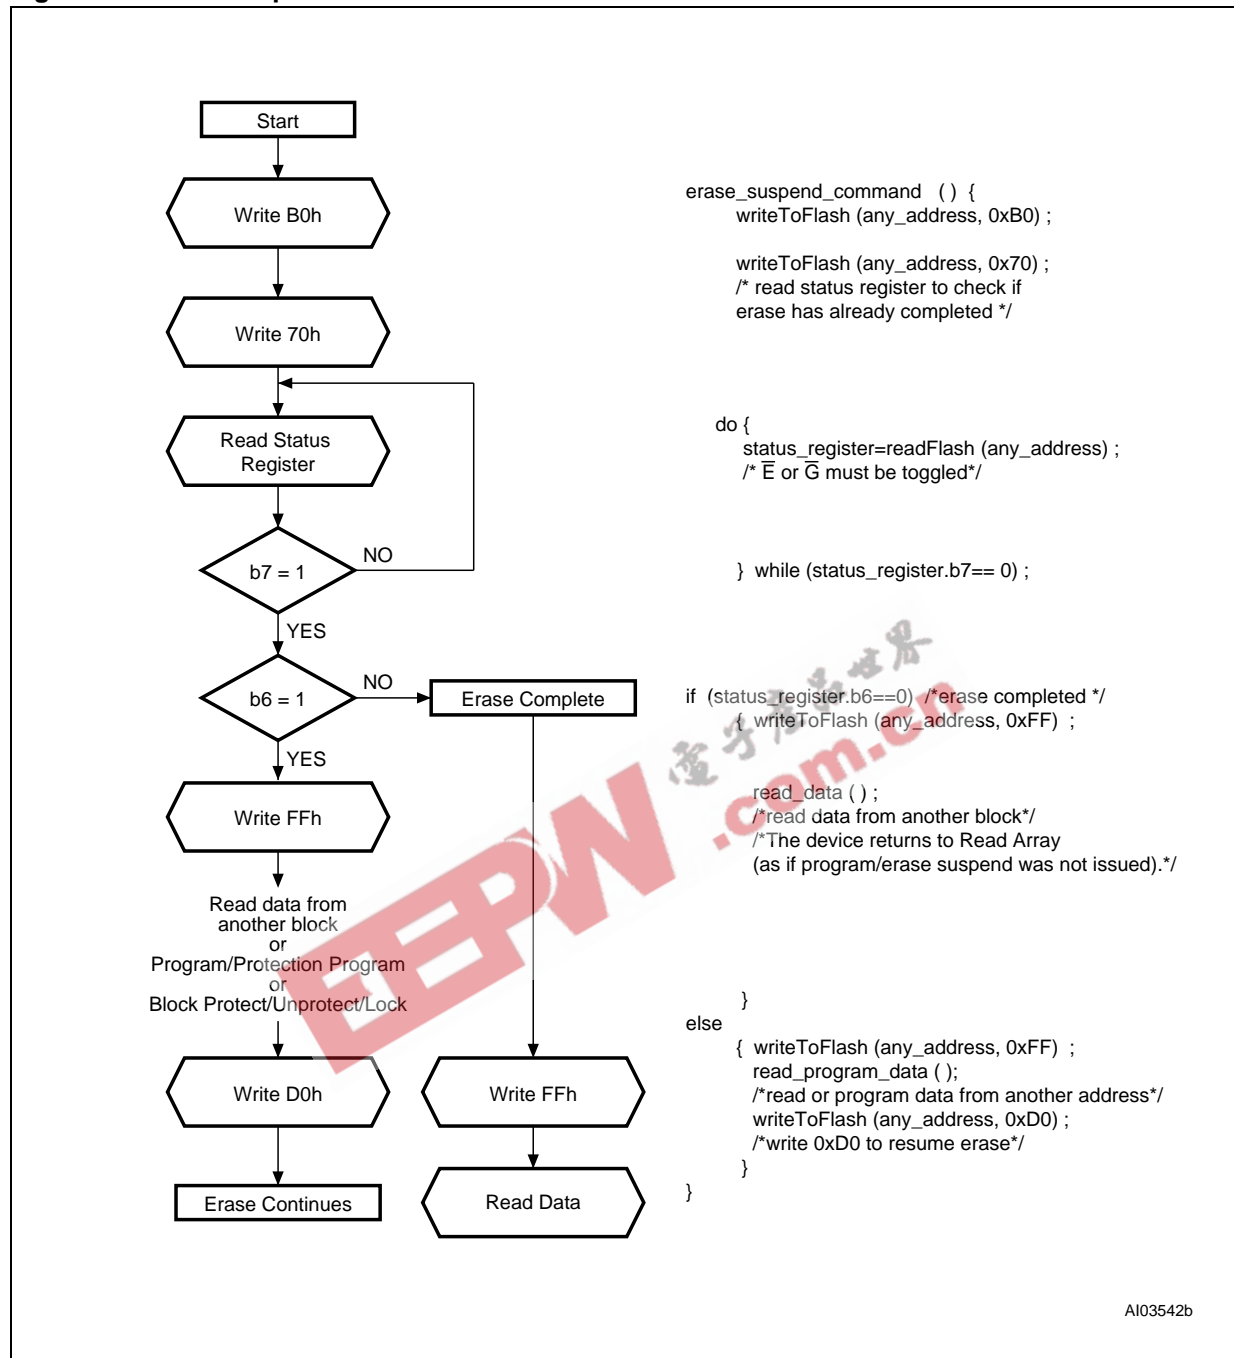 Start
Write B0h
Write 70h
Read Status
Register
b7 = 1
NO
YES
b6 = 1
NO
Erase Complete
YES
Write FFh
Read data from
another block
or
Program/Protection Program
or
Block Protect/Unprotect/Lock
Write D0h
Write FFh
Erase Continues
Read Data
erase_suspend_command ( ) {
writeToFlash (any_address, 0xB0) ;
writeToFlash (any_address, 0x70) ;
/* read status register to check if
erase has already completed */
do {
status_register=readFlash (any_address) ;
/* E̅ or G̅ must be toggled*/
} while (status_register.b7== 0) ;
if (status_register.b6==0) /*erase completed */
{ writeToFlash (any_address, 0xFF) ;
read_data ( ) ;
/*read data from another block*/
/*The device returns to Read Array
(as if program/erase suspend was not issued).*/
}
else
{ writeToFlash (any_address, 0xFF) ;
read_program_data ( );
/*read or program data from another address*/
writeToFlash (any_address, 0xD0) ;
/*write 0xD0 to resume erase*/
}
}
EEPW
電子產品世界
.com.cn
AI03542b